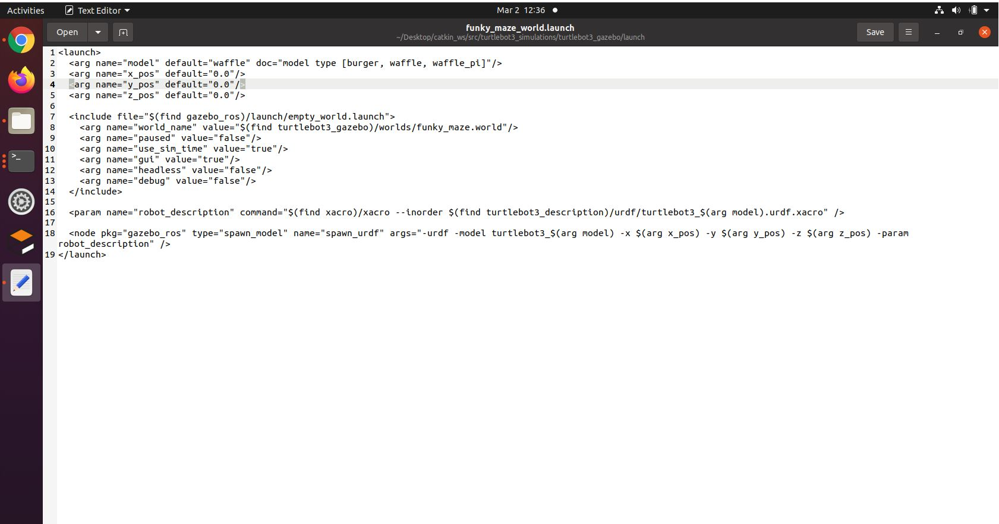 Activities Text Editor Mar 2 12:36
Open funky_maze_world.launch Save
~/Desktop/catkin_ws/src/turtlebot3_simulations/turtlebot3_gazebo/launch
1 <launch>
2   <arg name="model" default="waffle" doc="model type [burger, waffle, waffle_pi]"/>
3   <arg name="x_pos" default="0.0"/>
4   <arg name="y_pos" default="0.0"/>
5   <arg name="z_pos" default="0.0"/>
6
7   <include file="$(find gazebo_ros)/launch/empty_world.launch">
8     <arg name="world_name" value="$(find turtlebot3_gazebo)/worlds/funky_maze.world"/>
9     <arg name="paused" value="false"/>
10     <arg name="use_sim_time" value="true"/>
11     <arg name="gui" value="true"/>
12     <arg name="headless" value="false"/>
13     <arg name="debug" value="false"/>
14   </include>
15
16   <param name="robot_description" command="$(find xacro)/xacro --inorder $(find turtlebot3_description)/urdf/turtlebot3_$(arg model).urdf.xacro" />
17
18   <node pkg="gazebo_ros" type="spawn_model" name="spawn_urdf" args="-urdf -model turtlebot3_$(arg model) -x $(arg x_pos) -y $(arg y_pos) -z $(arg z_pos) -param
robot_description" />
19 </launch>